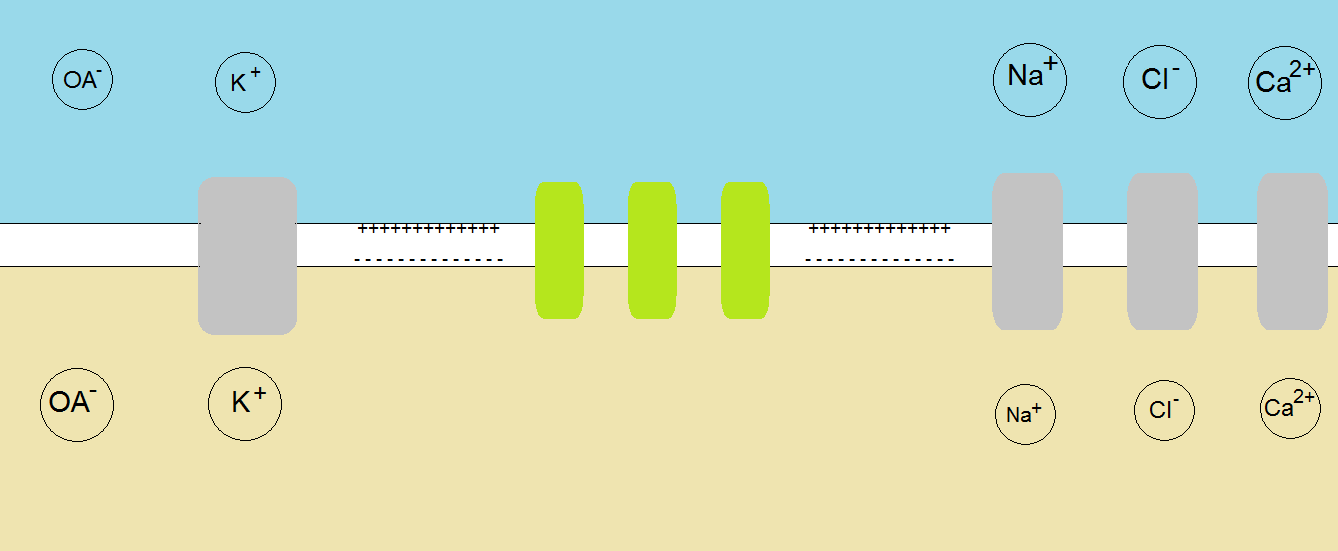 OA⁻ K⁺ Na⁺ Cl⁻ Ca²⁺
+++++++++++++ +++++++++++++
-------------- --------------
OA⁻ K⁺ Na⁺ Cl⁻ Ca²⁺